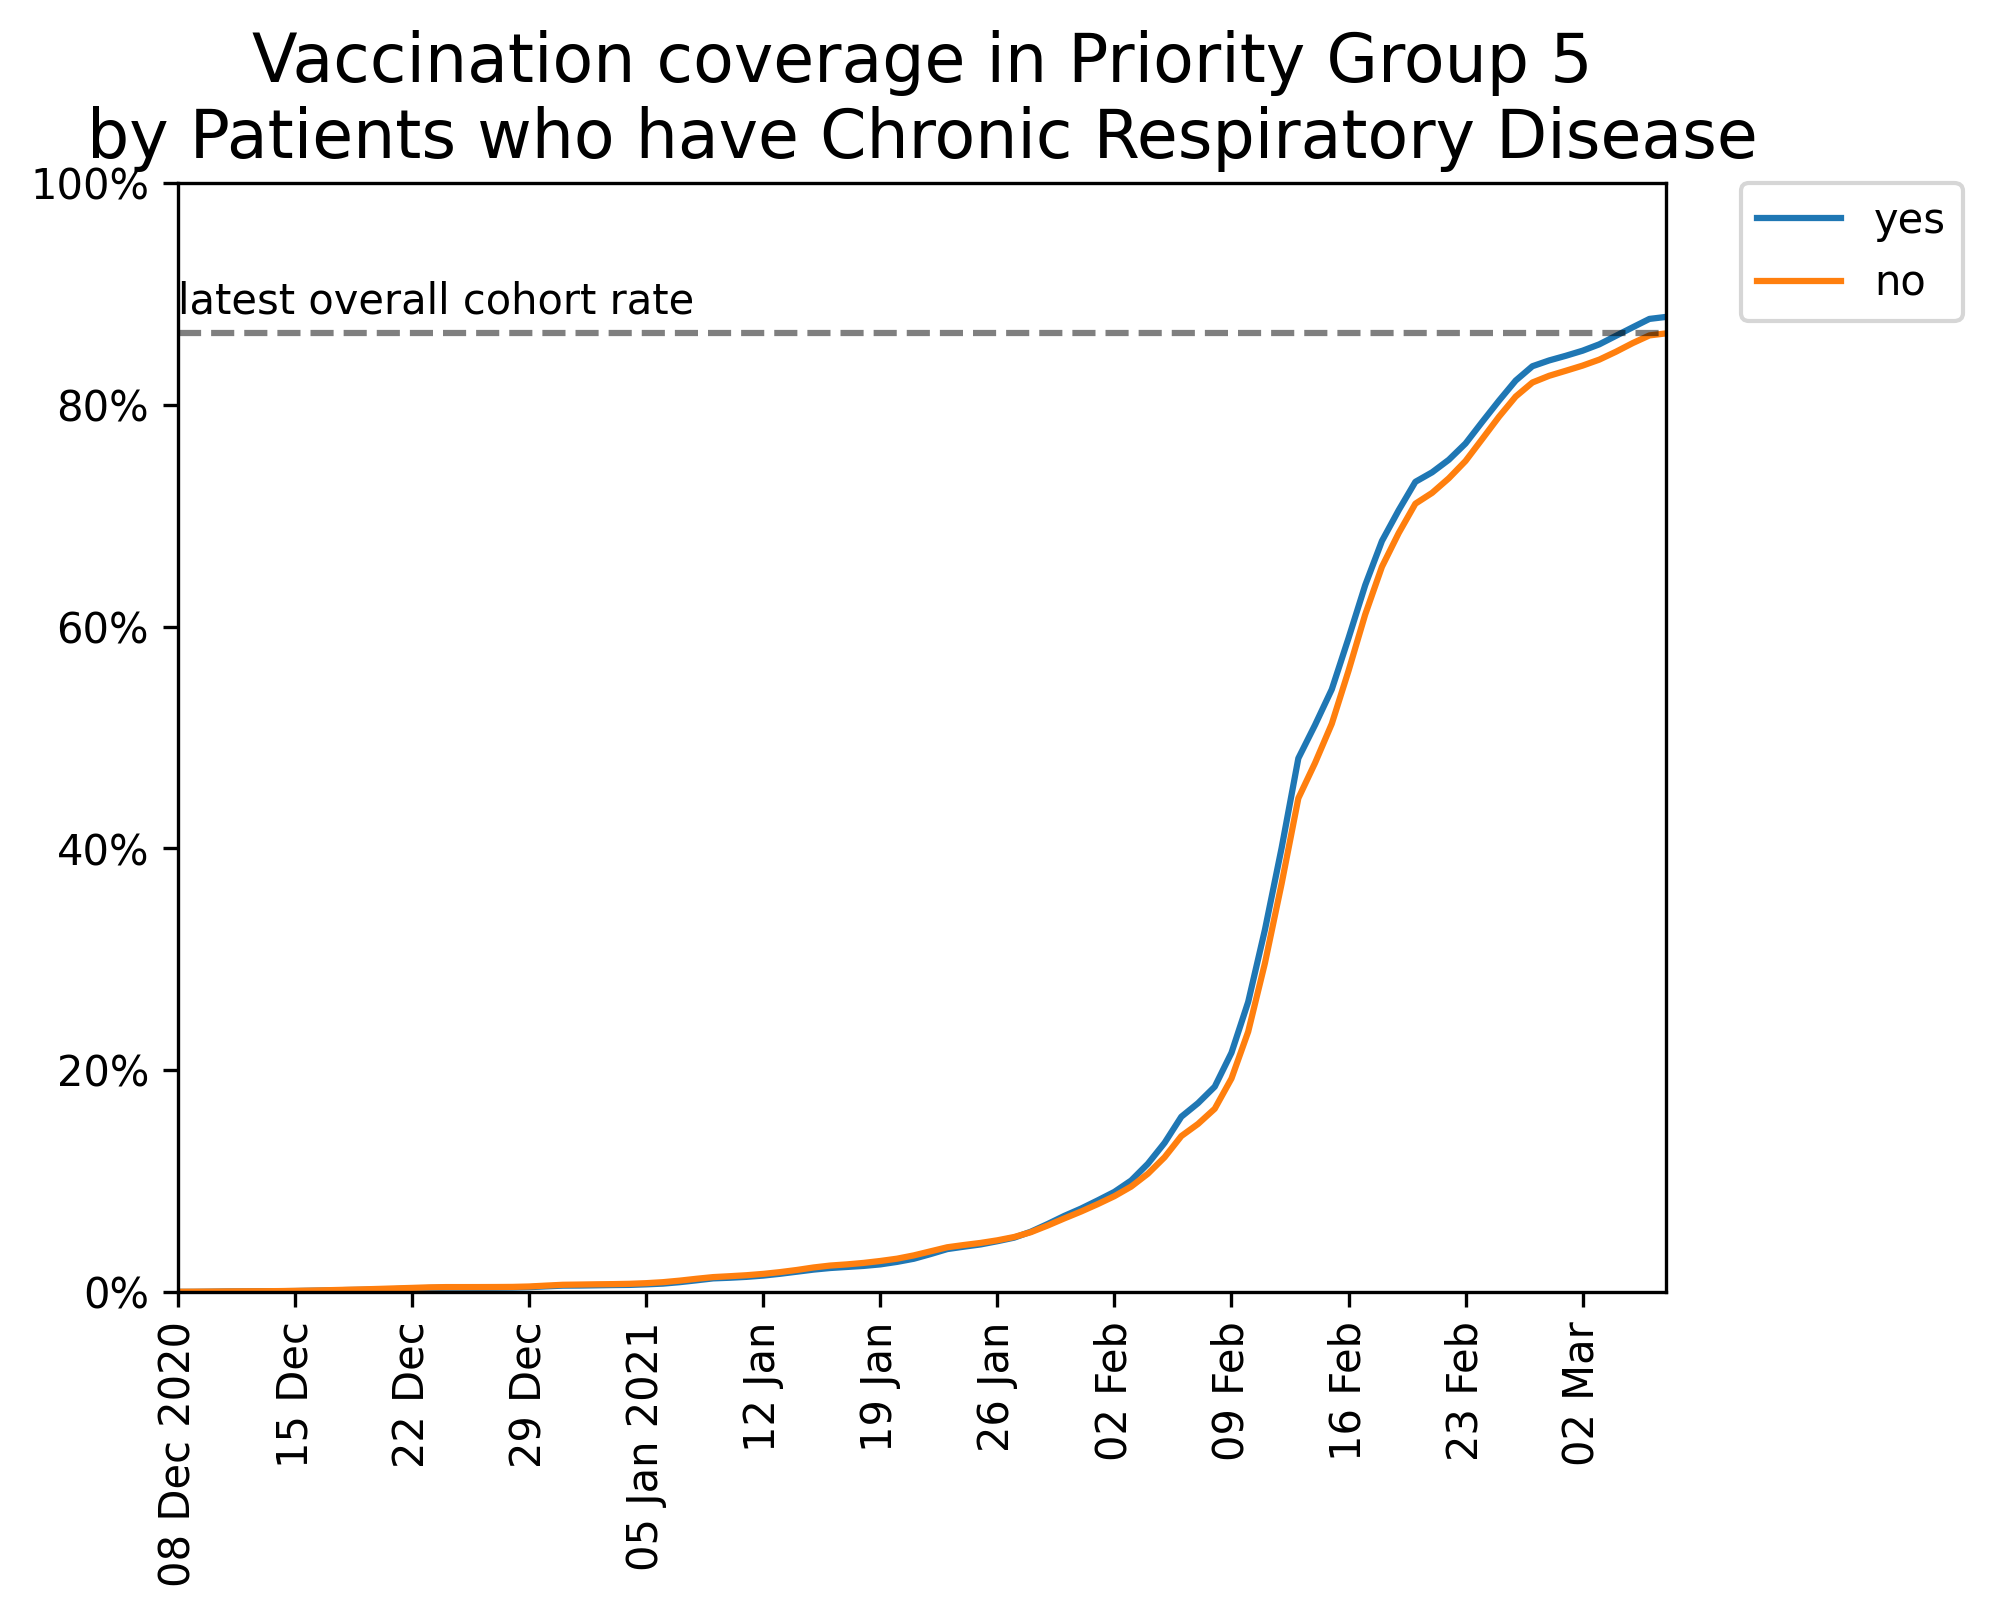 Vaccination coverage in Priority Group 5
by Patients who have Chronic Respiratory Disease
100%
80%
60%
40%
20%
0%
latest overall cohort rate
yes
no
08 Dec 2020
15 Dec
22 Dec
29 Dec
05 Jan 2021
12 Jan
19 Jan
26 Jan
02 Feb
09 Feb
16 Feb
23 Feb
02 Mar